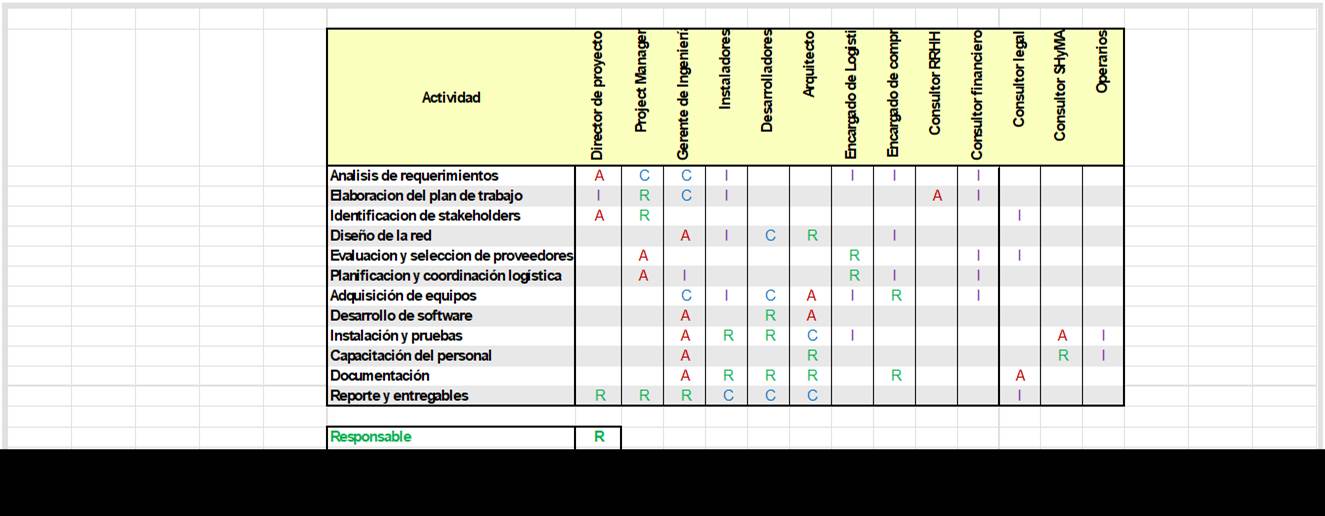 Actividad
Director de proyecto
Project Manager
Gerente de Ingenierí
Instaladores
Desarrolladores
Arquitecto
Encargado de Logísti
Encargado de compr
Consultor RRHH
Consultor financiero
Consultor legal
Consultor SHyMA
Operarios
Analisis de requerimientos A C C I I I I
Elaboracion del plan de trabajo I R C I A I
Identificacion de stakeholders A R I
Diseño de la red A I C R I
Evaluacion y seleccion de proveedores A R I I
Planificacion y coordinación logística A I R I I
Adquisición de equipos C I C A I R I
Desarrollo de software A R A
Instalación y pruebas A R R C I A I
Capacitación del personal A R R I
Documentación A R R R R A
Reporte y entregables R R R C C C I
Responsable R